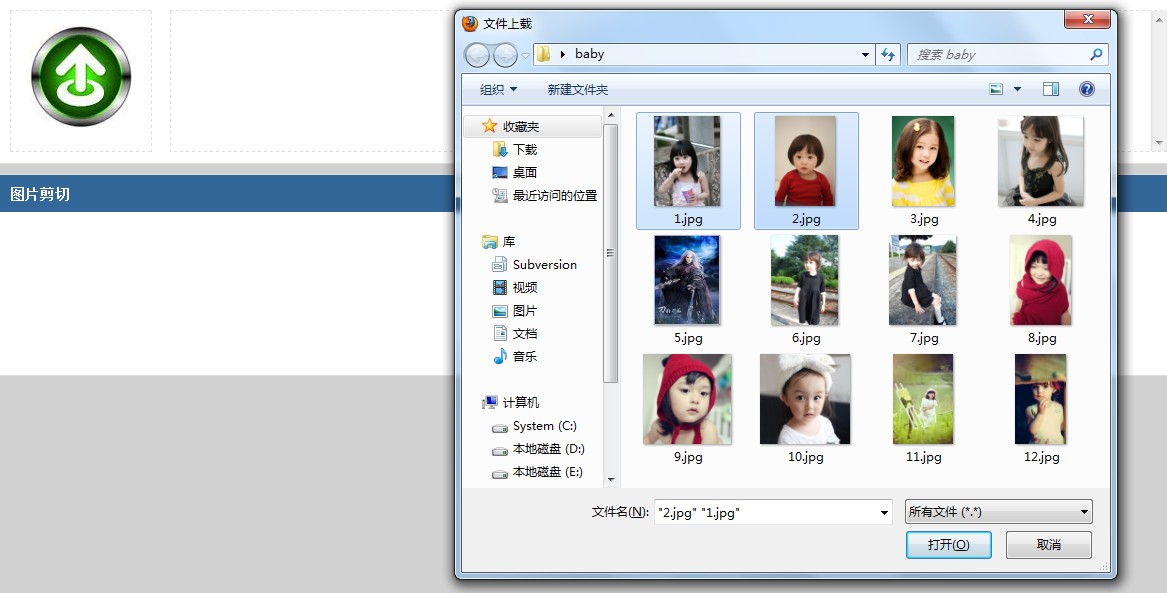 文件上载
baby
搜索 baby
组织
新建文件夹
收藏夹
下载
桌面
最近访问的位置
库
Subversion
视频
图片
文档
音乐
计算机
System (C:)
本地磁盘 (D:)
本地磁盘 (E:)
1.jpg
2.jpg
3.jpg
4.jpg
5.jpg
6.jpg
7.jpg
8.jpg
9.jpg
10.jpg
11.jpg
12.jpg
文件名(N):
"2.jpg" "1.jpg"
所有文件 (*.*)
打开(O)
取消
图片剪切